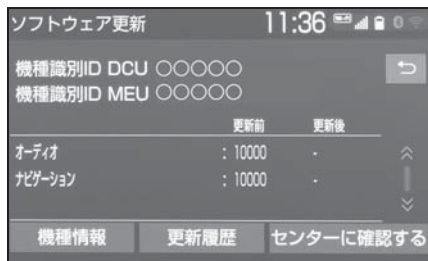 ソフトウェア更新 11:36
機種識別ID DCU ○○○○○
機種識別ID MEU ○○○○○
更新前 更新後
オーディオ : 10000 -
ナビゲーション : 10000 -
機種情報 更新履歴 センターに確認する